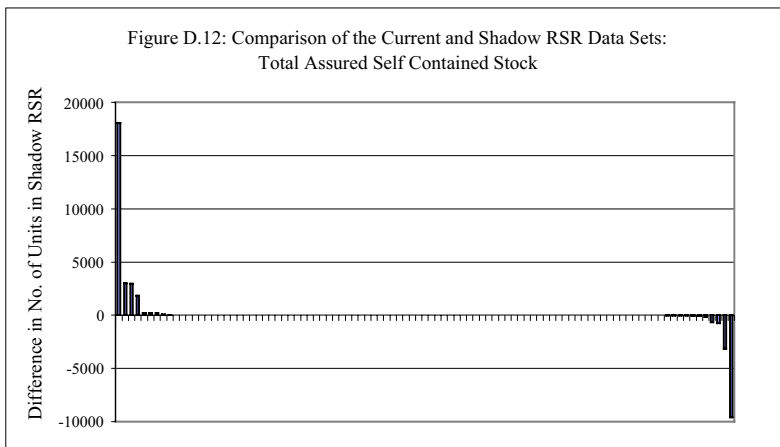 Figure D.12: Comparison of the Current and Shadow RSR Data Sets:
Total Assured Self Contained Stock
Difference in No. of Units in Shadow RSR
20000
15000
10000
5000
0
-5000
-10000